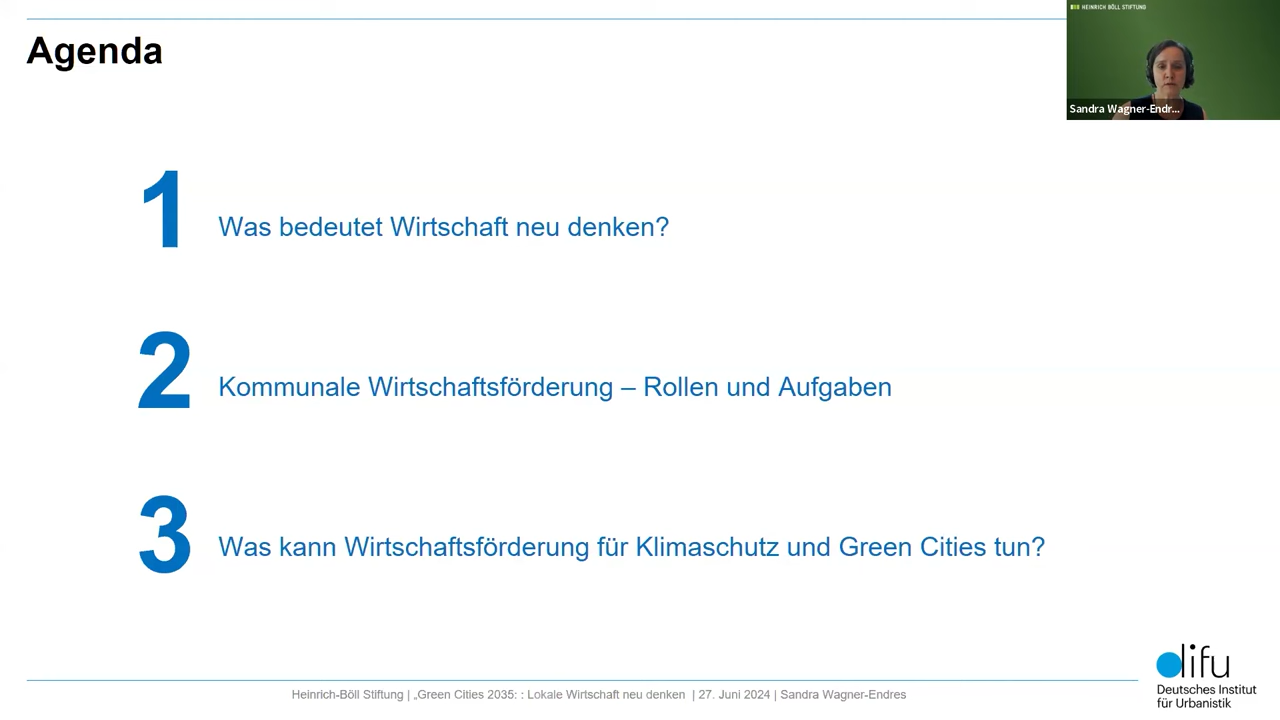 Agenda
HEINRICH BÖLL STIFTUNG
Sandra Wagner-Endr...
1
Was bedeutet Wirtschaft neu denken?
2
Kommunale Wirtschaftsförderung – Rollen und Aufgaben
3
Was kann Wirtschaftsförderung für Klimaschutz und Green Cities tun?
Heinrich-Böll Stiftung | „Green Cities 2035: : Lokale Wirtschaft neu denken | 27. Juni 2024 | Sandra Wagner-Endres
difu
Deutsches Institut
für Urbanistik